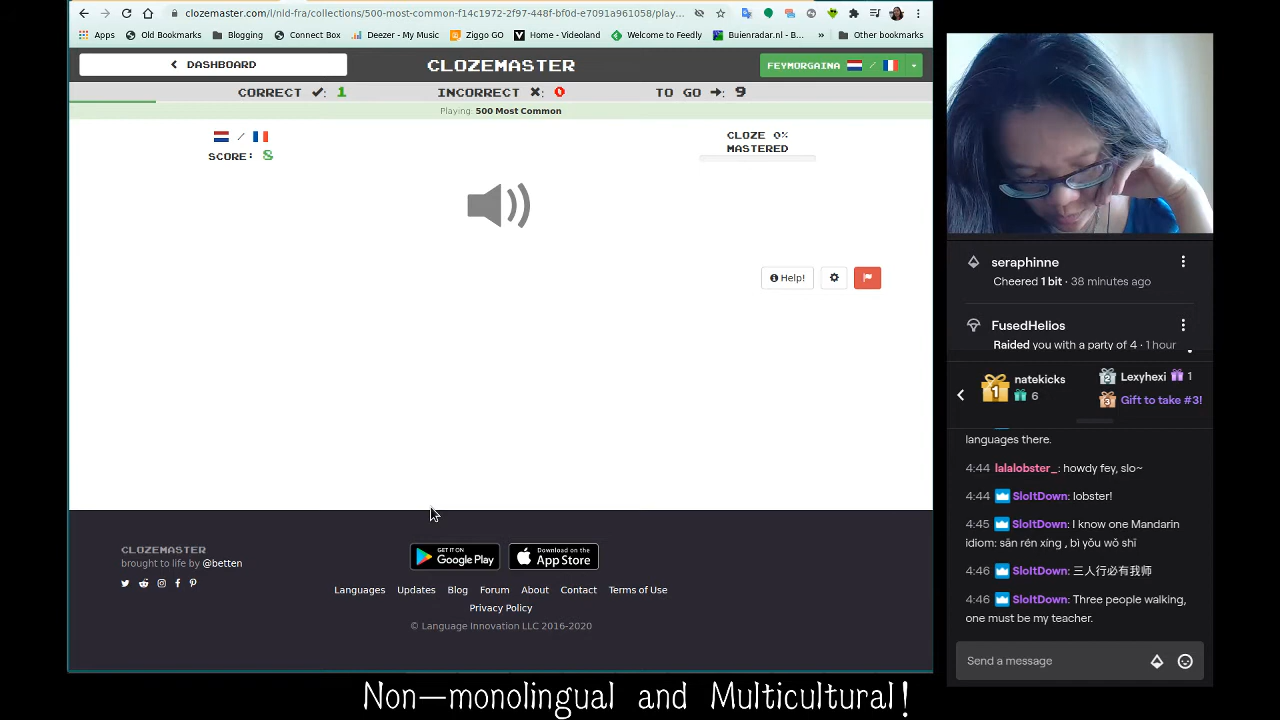 clozemaster.com/l/nld-fra/collections/500-most-common-f14c1972-2f97-448f-bf0d-e7091a961058/play...
Apps Old Bookmarks Blogging Connect Box Deezer - My Music Ziggo GO Home - Videoland Welcome to Feedly Buienradar.nl - B... » Other bookmarks
DASHBOARD CLOZEMASTER FEYMORGAINA /
CORRECT : 1 INCORRECT : 0 TO GO : 9
Playing: 500 Most Common
/
SCORE: 8
CLOZE 0%
MASTERED
Help!
CLOZEMASTER
brought to life by @betten
GET IT ON
Google Play
Download on the
App Store
Languages Updates Blog Forum About Contact Terms of Use
Privacy Policy
© Language Innovation LLC 2016-2020
seraphinne
Cheered 1 bit · 38 minutes ago
FusedHelios
Raided you with a party of 4 · 1 hour
1 natekicks
6
2 Lexyhexi 1
3 Gift to take #3!
languages there.
4:44 lalalobster_: howdy fey, slo~
4:44 SloItDown: lobster!
4:45 SloItDown: I know one Mandarin
idiom: sān rén xíng , bì yǒu wǒ shī
4:46 SloItDown: 三人行必有我师
4:46 SloItDown: Three people walking,
one must be my teacher.
Send a message
Non-monolingual and Multicultural!